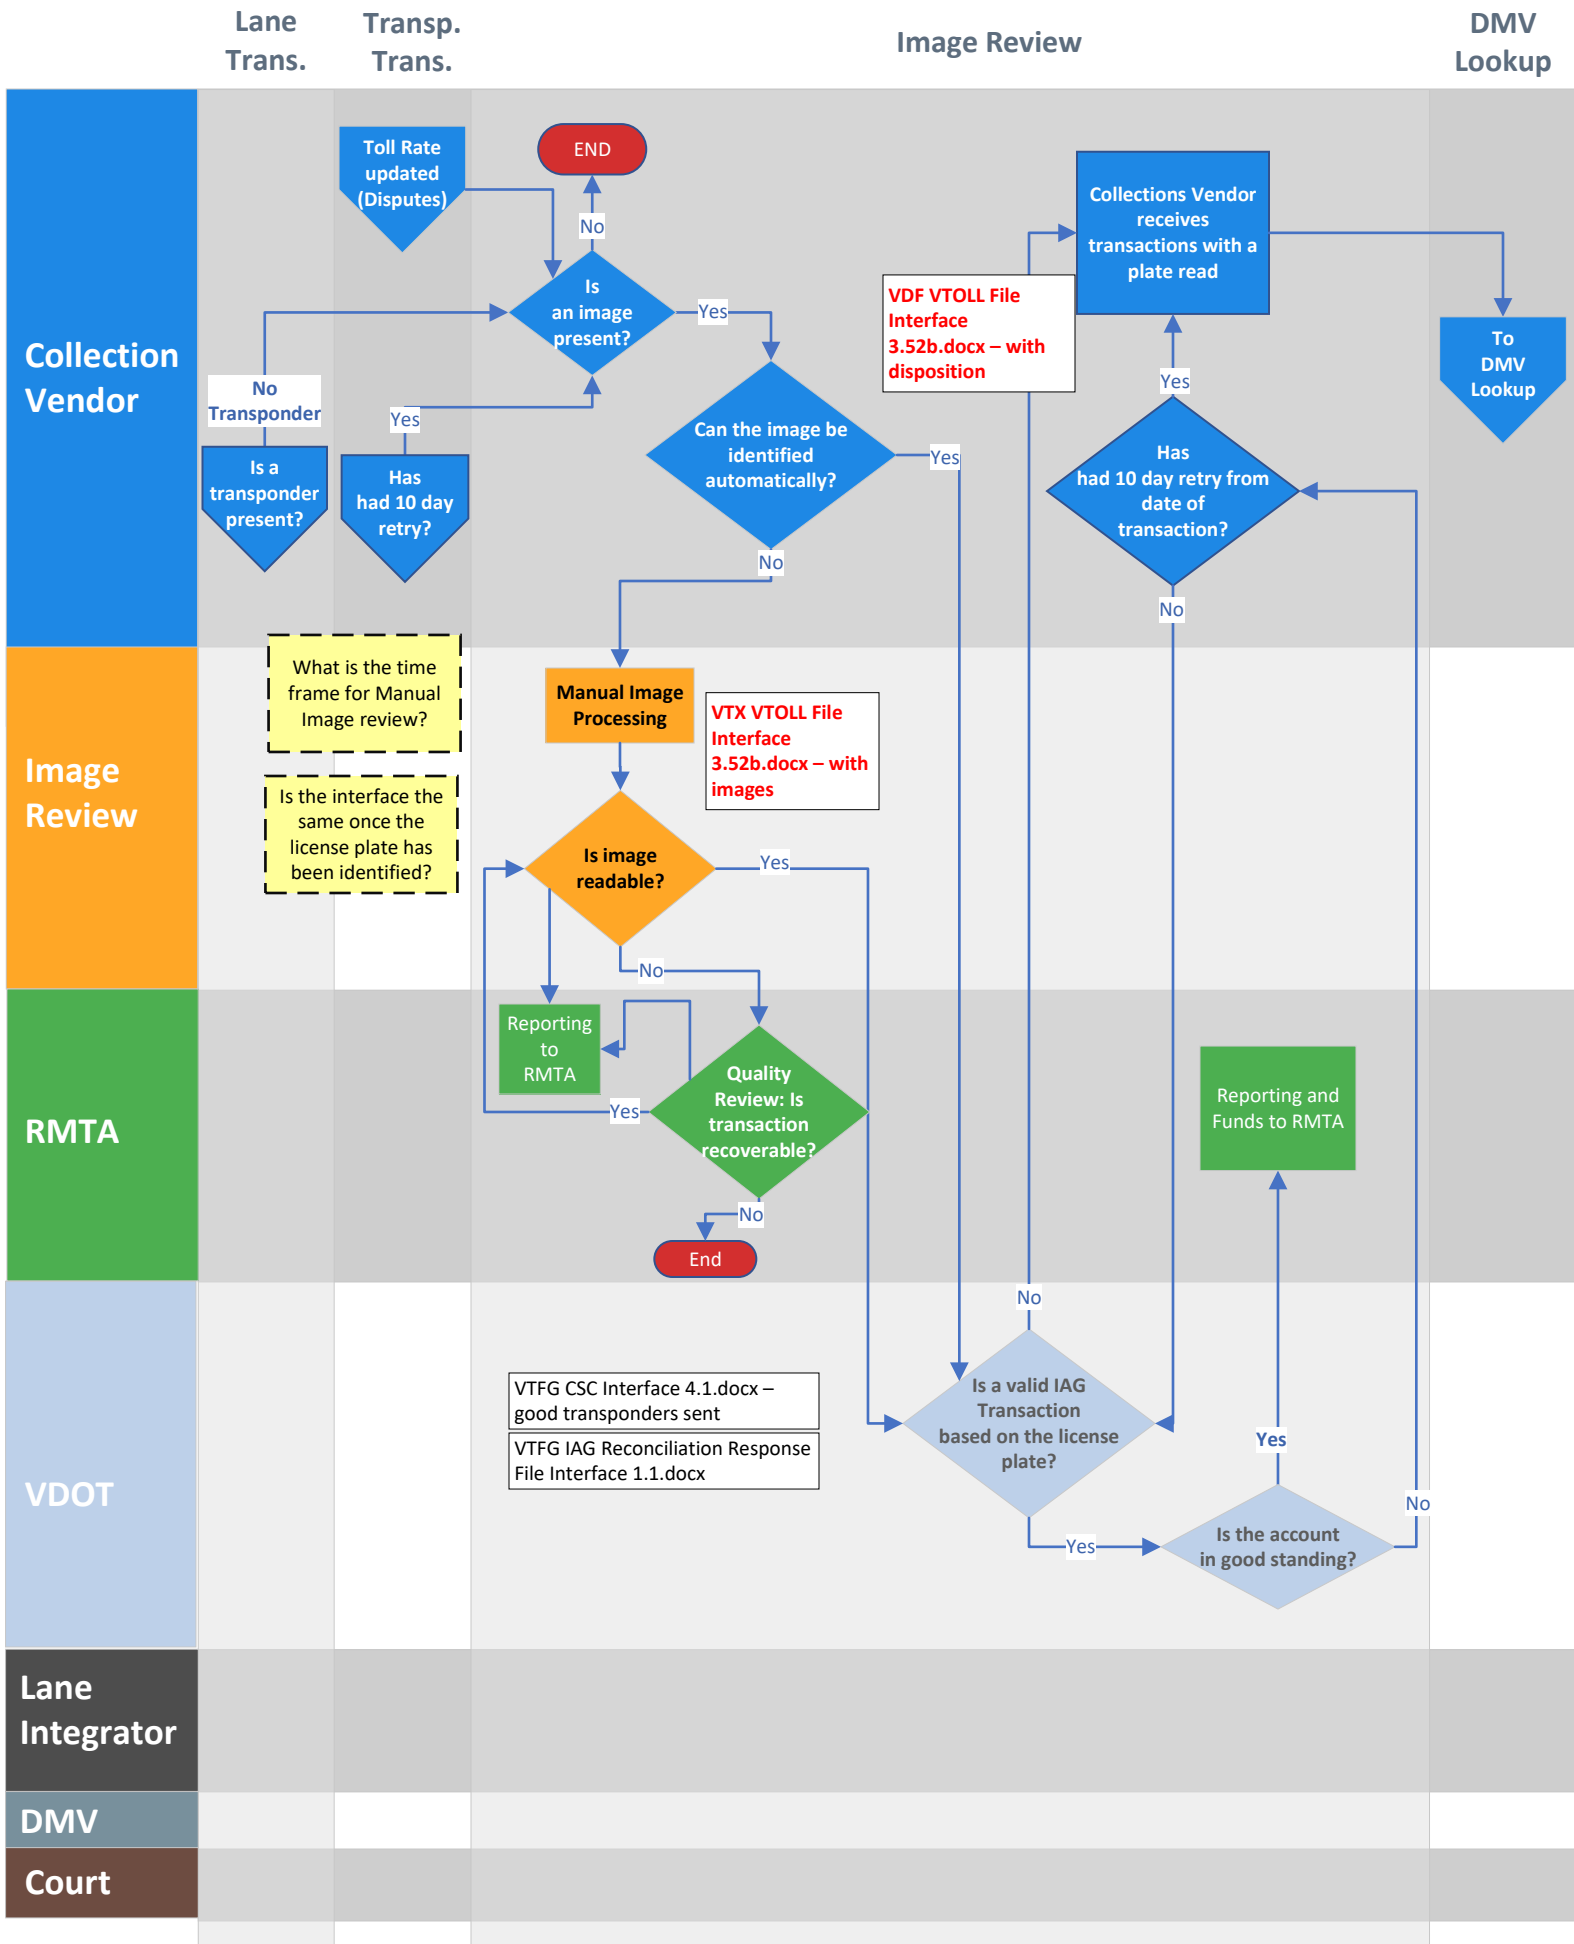 Lane
Trans.
Transp.
Trans.
Image Review
DMV
Lookup
Collection
Vendor
Toll Rate
updated
(Disputes)
END
No
Is
an image
present?
Yes
No
Transponder
Yes
Is a
transponder
present?
Has
had 10 day
retry?
Can the image be
identified
automatically?
Yes
No
VDF VTOLL File
Interface
3.52b.docx – with
disposition
Collections Vendor
receives
transactions with a
plate read
Yes
Has
had 10 day retry from
date of
transaction?
No
To
DMV
Lookup
Image
Review
What is the time
frame for Manual
Image review?
Is the interface the
same once the
license plate has
been identified?
Manual Image
Processing
VTX VTOLL File
Interface
3.52b.docx – with
images
Is image
readable?
Yes
No
RMTA
Reporting
to
RMTA
Yes
Quality
Review: Is
transaction
recoverable?
No
End
Reporting and
Funds to RMTA
VDOT
No
VTFG CSC Interface 4.1.docx –
good transponders sent
VTFG IAG Reconciliation Response
File Interface 1.1.docx
Is a valid IAG
Transaction
based on the license
plate?
Yes
Yes
No
Is the account
in good standing?
Lane
Integrator
DMV
Court